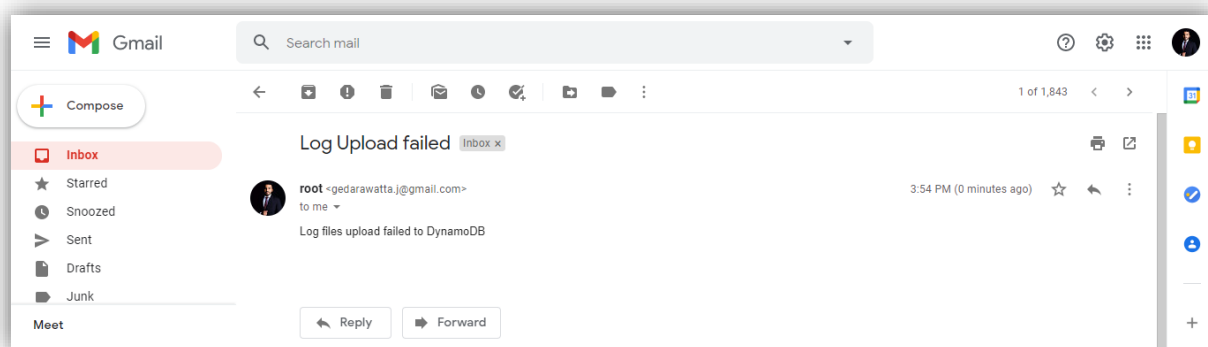 Gmail
Search mail
Compose
1 of 1,843
Inbox
Starred
Snoozed
Sent
Drafts
Junk
Meet
Log Upload failed Inbox x
root <gedarawatta.j@gmail.com> 3:54 PM (0 minutes ago)
to me
Log files upload failed to DynamoDB
Reply Forward
31